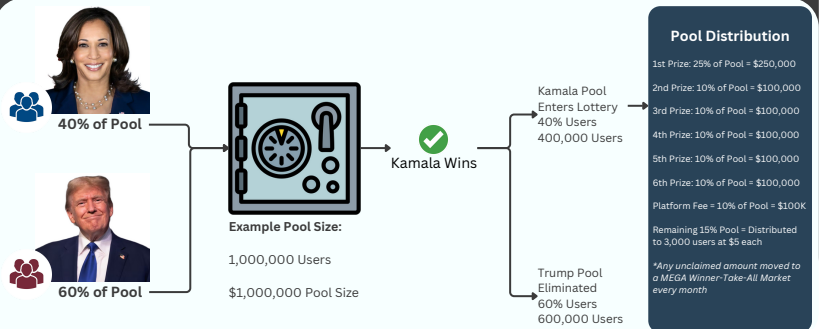 40% of Pool
60% of Pool
Example Pool Size:
1,000,000 Users
$1,000,000 Pool Size
Kamala Wins
Kamala Pool
Enters Lottery
40% Users
400,000 Users
Trump Pool
Eliminated
60% Users
600,000 Users
Pool Distribution
1st Prize: 25% of Pool = $250,000
2nd Prize: 10% of Pool = $100,000
3rd Prize: 10% of Pool = $100,000
4th Prize: 10% of Pool = $100,000
5th Prize: 10% of Pool = $100,000
6th Prize: 10% of Pool = $100,000
Platform Fee = 10% of Pool = $100K
Remaining 15% Pool = Distributed
to 3,000 users at $5 each
*Any unclaimed amount moved to
a MEGA Winner-Take-All Market
every month